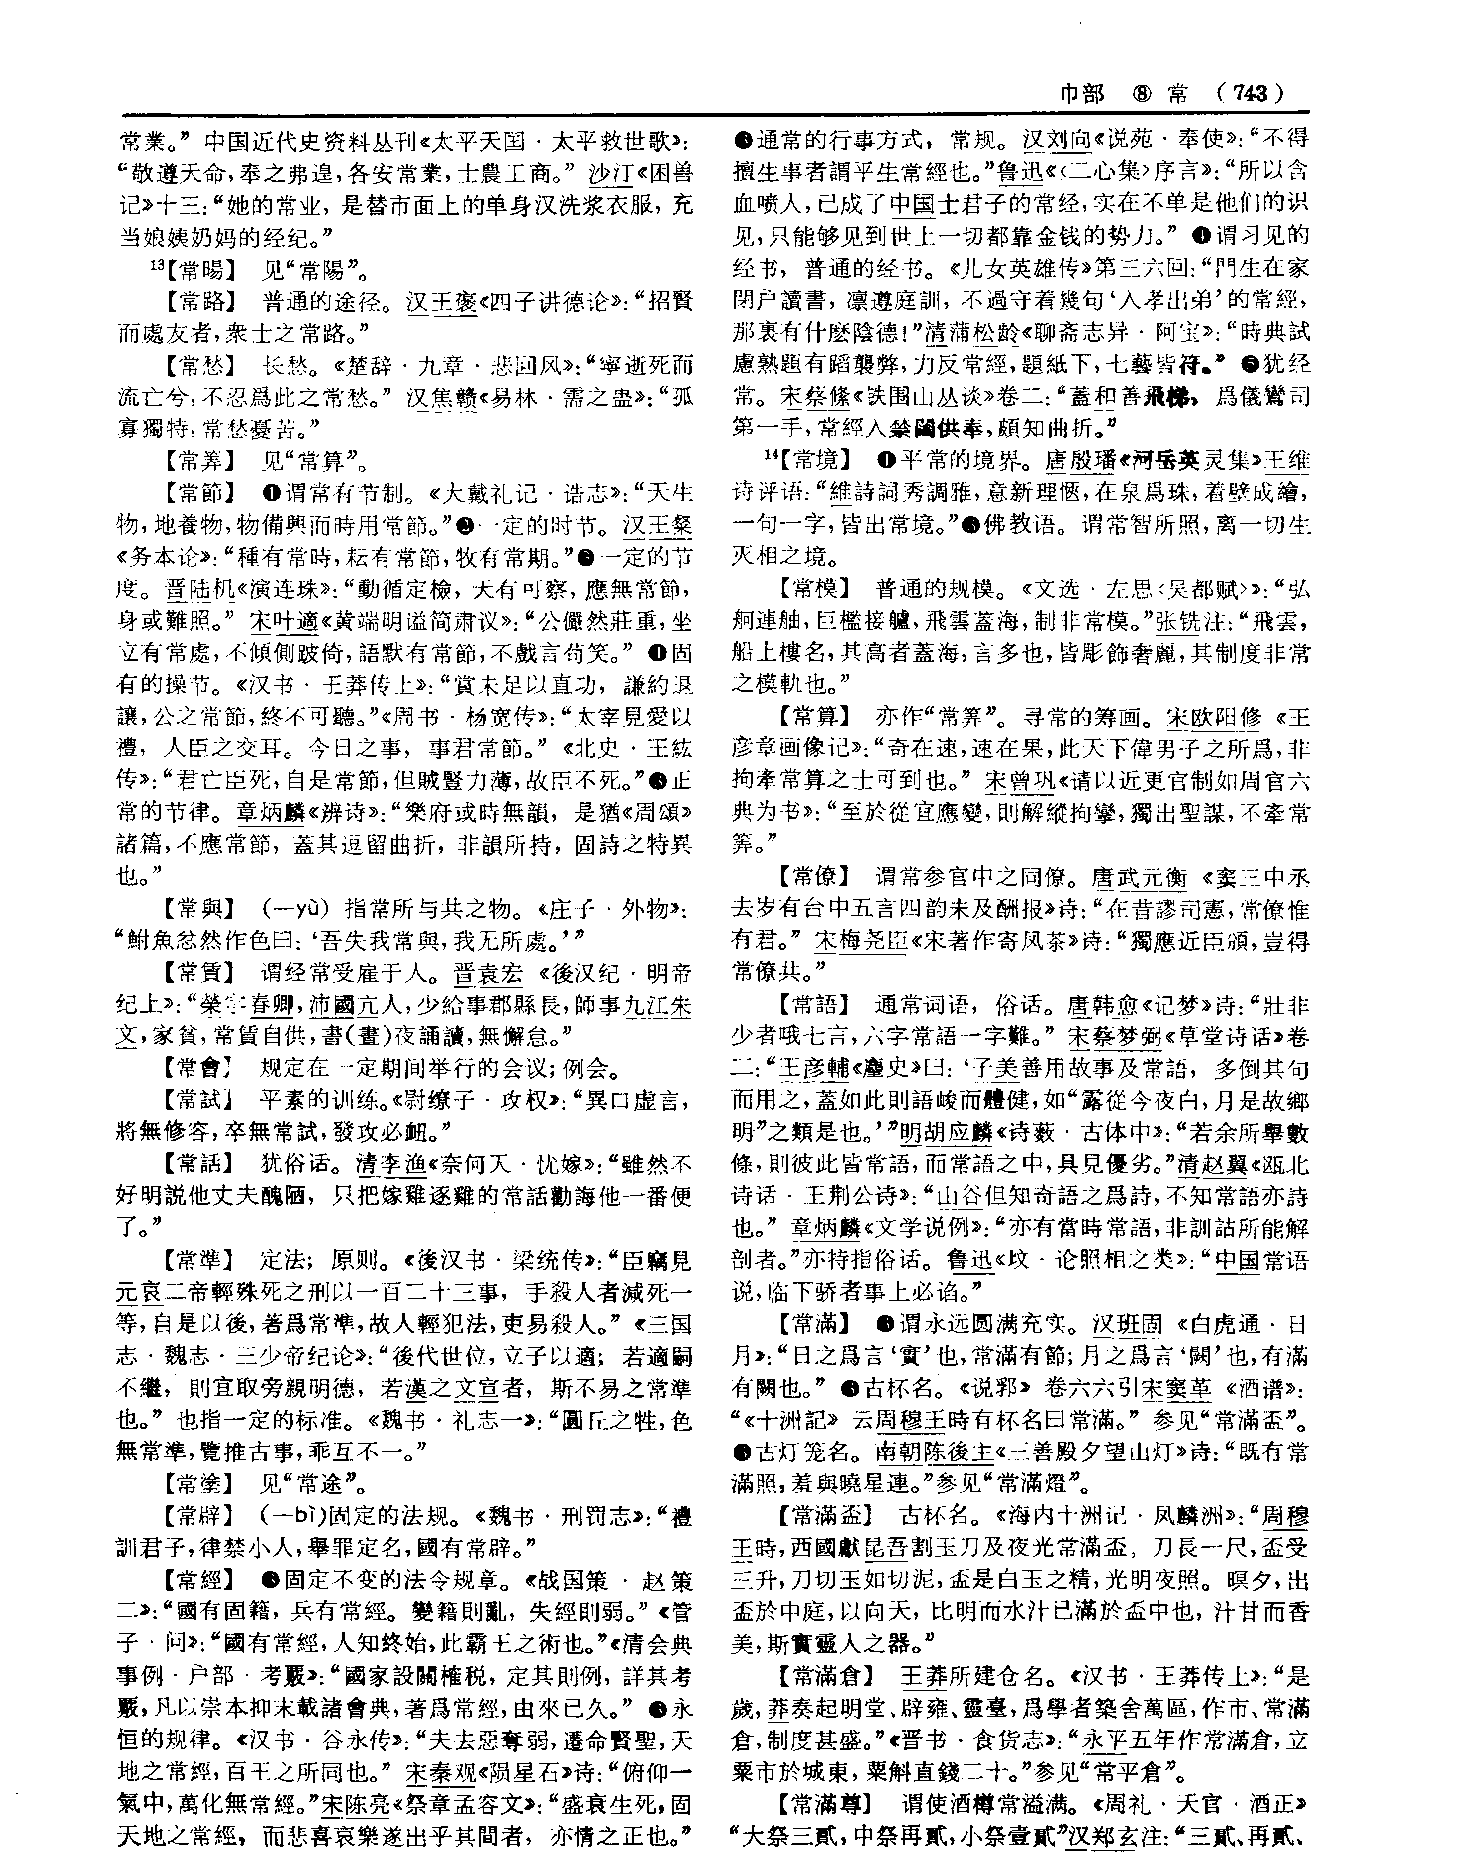 巾部 ⑧ 常 （743）
常業。”中国近代史资料丛刊《太平天囯·太平救世歌》：
“敬遵天命，奉之弗遑，各安常業，士農工商。”沙汀《困兽
记》十三：“她的常业，是替市面上的单身汉洗浆衣服，充
当娘姨奶妈的经纪。”
13【常暘】 见“常陽”。
【常路】 普通的途径。汉王褒《四子讲德论》：“招賢
而處友者，衆士之常路。”
【常愁】 长愁。《楚辞·九章·悲回风》：“寧逝死而
流亡兮，不忍爲此之常愁。”汉焦赣《易林·需之蛊》：“孤
寡獨特，常愁憂苦。”
【常筭】 见“常算”。
【常節】 ❶谓常有节制。《大戴礼记·诰志》：“天生
物，地養物，物備興而時用常節。”❷一定的时节。汉王粲
《务本论》：“種有常時，耘有常節，牧有常期。”❸一定的节
度。晋陆机《演连珠》：“動循定檢，天有可察，應無常節，
身或難照。”宋叶適《黄端明谥简肃议》：“公儼然莊重，坐
立有常處，不傾側跛倚，語默有常節，不戲言苟笑。”❹固
有的操节。《汉书·王莽传上》：“賞未足以直功，謙約退
讓，公之常節，終不可聽。”《周书·杨宽传》：“太宰見愛以
禮，人臣之交耳。今日之事，事君常節。”《北史·王紘
传》：“君亡臣死，自是常節，但賊豎力薄，故臣不死。”❺正
常的节律。章炳麟《辨诗》：“樂府或時無韻，是猶《周頌》
諸篇，不應常節，蓋其逗留曲折，非韻所持，固詩之特異
也。”
【常與】 （—yù）指常所与共之物。《庄子·外物》：
“鮒魚忿然作色曰：‘吾失我常與，我无所處。’”
【常賃】 谓经常受雇于人。晋袁宏《後汉纪·明帝
纪上》：“榮字春卿，沛國亢人，少給事郡縣長，師事九江朱
文，家貧，常賃自供，書(晝)夜誦讀，無懈怠。”
【常會】 规定在一定期间举行的会议；例会。
【常試】 平素的训练。《尉缭子·攻权》：“異口虚言，
將無修容，卒無常試，發攻必衄。”
【常話】 犹俗话。清李渔《奈何天·忧嫁》：“雖然不
好明説他丈夫醜陋，只把嫁雞逐雞的常話勸誨他一番便
了。”
【常準】 定法；原则。《後汉书·梁统传》：“臣竊見
元哀二帝輕殊死之刑以一百二十三事，手殺人者減死一
等，自是以後，著爲常準，故人輕犯法，吏易殺人。”《三国
志·魏志·三少帝纪论》：“後代世位，立子以適；若適嗣
不繼，則宜取旁親明德，若漢之文宣者，斯不易之常準
也。”也指一定的标准。《魏书·礼志一》：“圓丘之牲，色
無常準，覽推古事，乖互不一。”
【常塗】 见“常途”。
【常辟】 （—bì）固定的法规。《魏书·刑罚志》：“禮
訓君子，律禁小人，舉罪定名，國有常辟。”
【常經】 ❶固定不变的法令规章。《战国策·赵策
二》：“國有固籍，兵有常經。變籍則亂，失經則弱。”《管
子·问》：“國有常經，人知終始，此霸王之術也。”《清会典
事例·户部·考覈》：“國家設關榷税，定其則例，詳其考
覈，凡以崇本抑末載諸會典，著爲常經，由來已久。”❷永
恒的规律。《汉书·谷永传》：“夫去惡奪弱，遷命賢聖，天
地之常經，百王之所同也。”宋秦观《陨星石》诗：“俯仰一
氣中，萬化無常經。”宋陈亮《祭章孟容文》：“盛衰生死，固
天地之常經，而悲喜哀樂遂出乎其間者，亦情之正也。”
❸通常的行事方式，常规。汉刘向《说苑·奉使》：“不得
擅生事者謂平生常經也。”鲁迅《〈二心集〉序言》：“所以含
血喷人，已成了中国士君子的常经，实在不单是他们的识
见，只能够见到世上一切都靠金钱的势力。”❹谓习见的
经书，普通的经书。《儿女英雄传》第三六回：“門生在家
閉户讀書，凛遵庭訓，不過守着幾句‘入孝出弟’的常經，
那裏有什麽陰德！”清蒲松龄《聊斋志异·阿宝》：“時典試
慮熟題有蹈襲弊，力反常經，題紙下，七藝皆符。”❺犹经
常。宋蔡絛《铁围山丛谈》卷二：“蓋和善飛梯，爲儀鸞司
第一手，常經入禁闥供奉，頗知曲折。”
14【常境】 ❶平常的境界。唐殷璠《河岳英灵集》王维
诗评语：“維詩詞秀調雅，意新理愜，在泉爲珠，着壁成繪，
一句一字，皆出常境。”❷佛教语。谓常智所照，离一切生
灭相之境。
【常模】 普通的规模。《文选·左思〈吴都赋〉》：“弘
舸連舳，巨檻接艫，飛雲蓋海，制非常模。”张铣注：“飛雲，
船上樓名，其高者蓋海，言多也，皆彫飾奢麗，其制度非常
之模軌也。”
【常算】 亦作“常筭”。寻常的筹画。宋欧阳修《王
彦章画像记》：“奇在速，速在果，此天下偉男子之所爲，非
拘牽常算之士可到也。”宋曾巩《请以近更官制如周官六
典为书》：“至於從宜應變，則解縱拘攣，獨出聖謀，不牽常
筭。”
【常僚】 谓常参官中之同僚。唐武元衡《窦三中丞
去岁有台中五言四韵未及酬报》诗：“在昔謬司憲，常僚惟
有君。”宋梅尧臣《宋著作寄凤茶》诗：“獨應近臣頒，豈得
常僚共。”
【常語】 通常词语，俗话。唐韩愈《记梦》诗：“壯非
少者哦七言，六字常語一字難。”宋蔡梦弼《草堂诗话》卷
二：“王彦輔《麈史》曰：‘子美善用故事及常語，多倒其句
而用之，蓋如此則語峻而體健，如“露從今夜白，月是故鄉
明”之類是也。’”明胡应麟《诗薮·古体中》：“若余所舉數
條，則彼此皆常語，而常語之中，具見優劣。”清赵翼《瓯北
诗话·王荆公诗》：“山谷但知奇語之爲詩，不知常語亦詩
也。”章炳麟《文学说例》：“亦有當時常語，非訓詁所能解
剖者。”亦特指俗话。鲁迅《坟·论照相之类》：“中国常语
说，临下骄者事上必谄。”
【常滿】 ❶谓永远圆满充实。汉班固《白虎通·日
月》：“日之爲言‘實’也，常滿有節；月之爲言‘闕’也，有滿
有闕也。”❷古杯名。《说郛》卷六六引宋窦革《酒谱》：
“《十洲記》云周穆王時有杯名曰常滿。”参见“常滿盃”。
❸古灯笼名。南朝陈後主《三善殿夕望山灯》诗：“既有常
滿照，羞與曉星連。”参见“常滿燈”。
【常滿盃】 古杯名。《海内十洲记·凤麟洲》：“周穆
王時，西國獻昆吾割玉刀及夜光常滿盃，刀長一尺，盃受
三升，刀切玉如切泥，盃是白玉之精，光明夜照。暝夕，出
盃於中庭，以向天，比明而水汁已滿於盃中也，汁甘而香
美，斯實靈人之器。”
【常滿倉】 王莽所建仓名。《汉书·王莽传上》：“是
歲，莽奏起明堂、辟雍、靈臺，爲學者築舍萬區，作市、常滿
倉，制度甚盛。”《晋书·食货志》：“永平五年作常滿倉，立
粟市於城東，粟斛直錢二十。”参见“常平倉”。
【常滿尊】 谓使酒樽常溢满。《周礼·天官·酒正》
“大祭三貳，中祭再貳，小祭壹貳”汉郑玄注：“三貳、再貳、